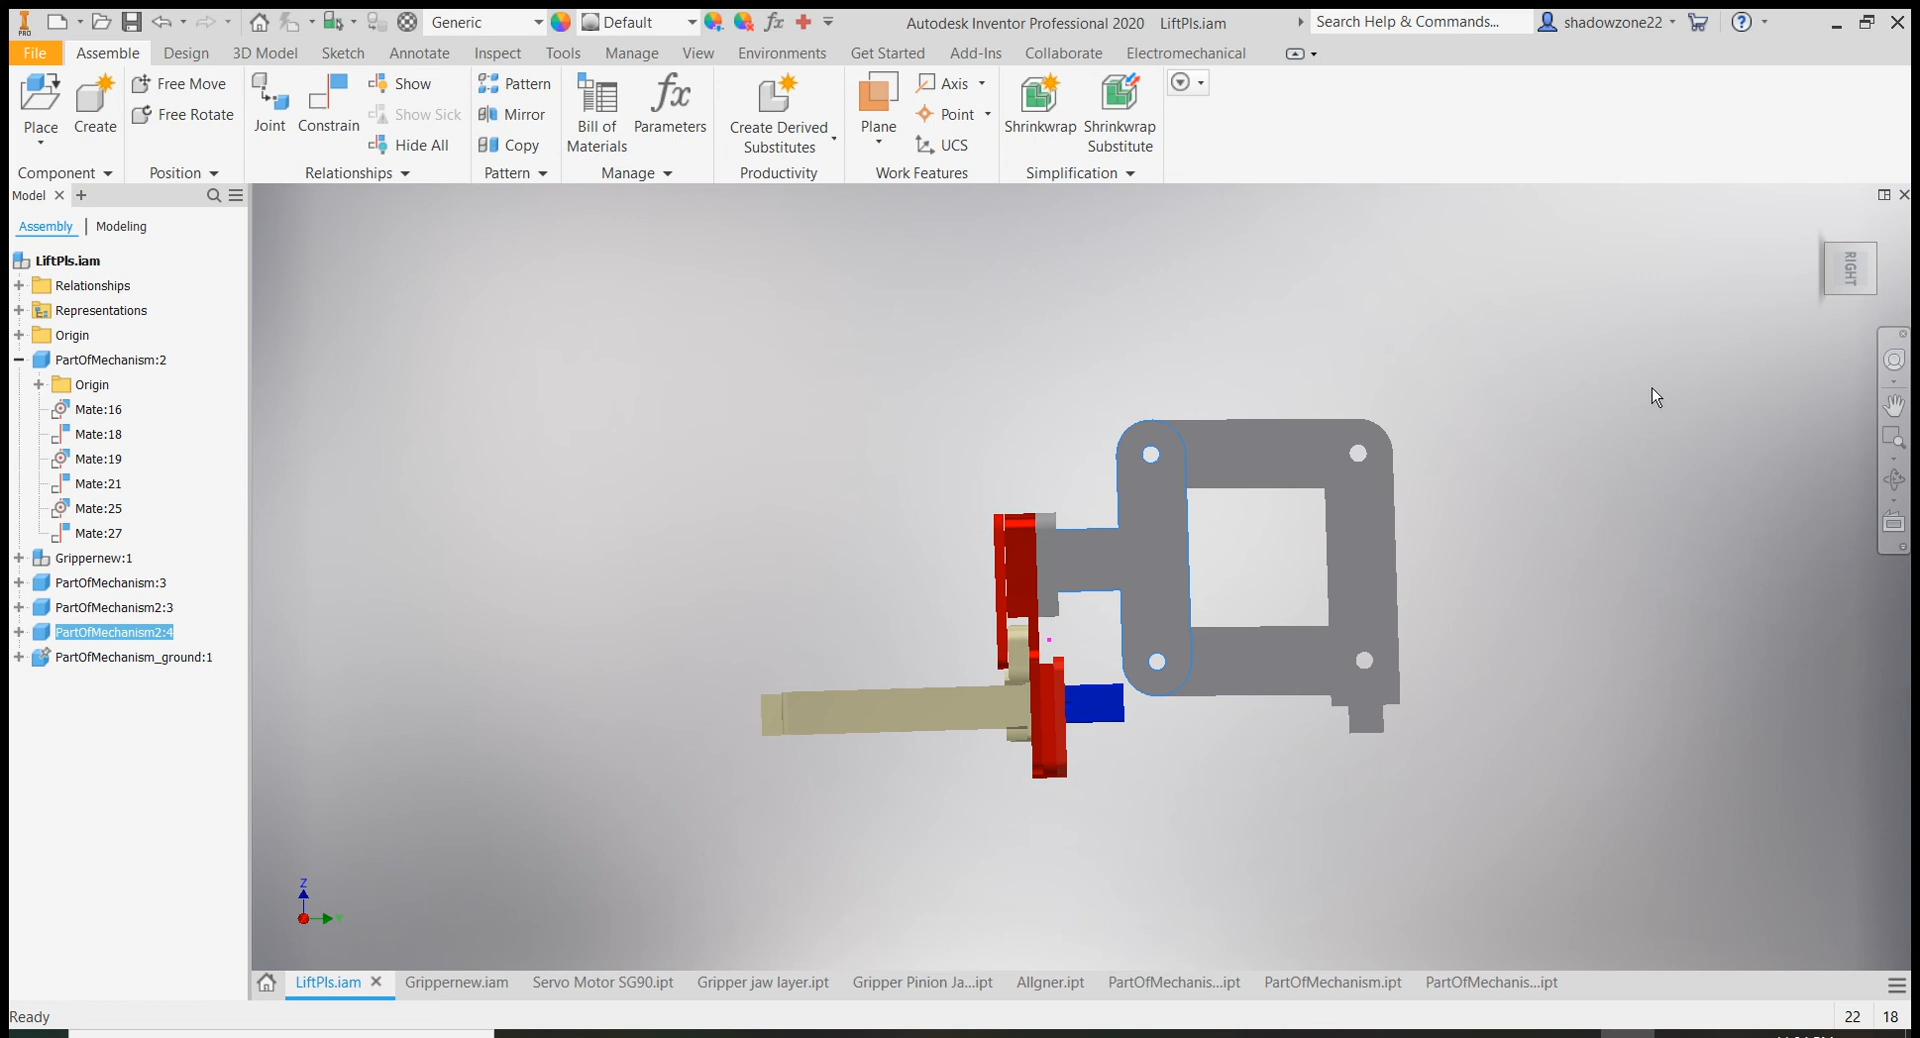 PRO
Generic
Default
fx
Autodesk Inventor Professional 2020 LiftPls.iam
Search Help & Commands...
shadowzone22
File Assemble Design 3D Model Sketch Annotate Inspect Tools Manage View Environments Get Started Add-Ins Collaborate Electromechanical
Place
Create
Free Move
Free Rotate
Joint
Constrain
Show
Show Sick
Hide All
Pattern
Mirror
Copy
Bill of
Materials
fx
Parameters
Create Derived
Substitutes
Plane
Axis
Point
UCS
Shrinkwrap
Shrinkwrap
Substitute
Component Position Relationships Pattern Manage Productivity Work Features Simplification
Model
Assembly | Modeling
LiftPls.iam
Relationships
Representations
Origin
PartOfMechanism:2
Origin
Mate:16
Mate:18
Mate:19
Mate:21
Mate:25
Mate:27
Grippernew:1
PartOfMechanism:3
PartOfMechanism2:3
PartOfMechanism2:4
PartOfMechanism_ground:1
RIGHT
Z
Y
LiftPls.iam Grippernew.iam Servo Motor SG90.ipt Gripper jaw layer.ipt Gripper Pinion Ja...ipt Allgner.ipt PartOfMechanis...ipt PartOfMechanism.ipt PartOfMechanis...ipt
Ready
22 18